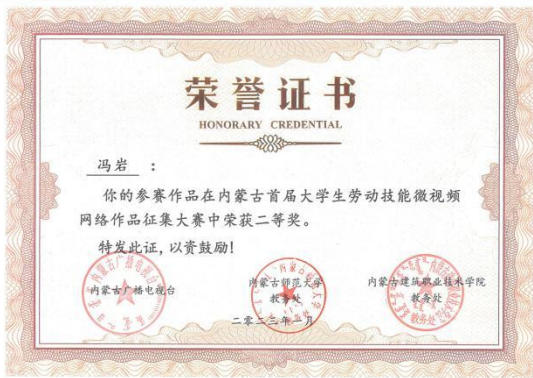 荣誉证书
HONORARY CREDENTIAL
冯岩 :
你的参赛作品在内蒙古首届大学生劳动技能微视频
网络作品征集大赛中荣获二等奖。
特发此证,以资鼓励!
内蒙古广播电视台
内蒙古师范大学
教务处
内蒙古建筑职业技术学院
教务处
二零二三年一月